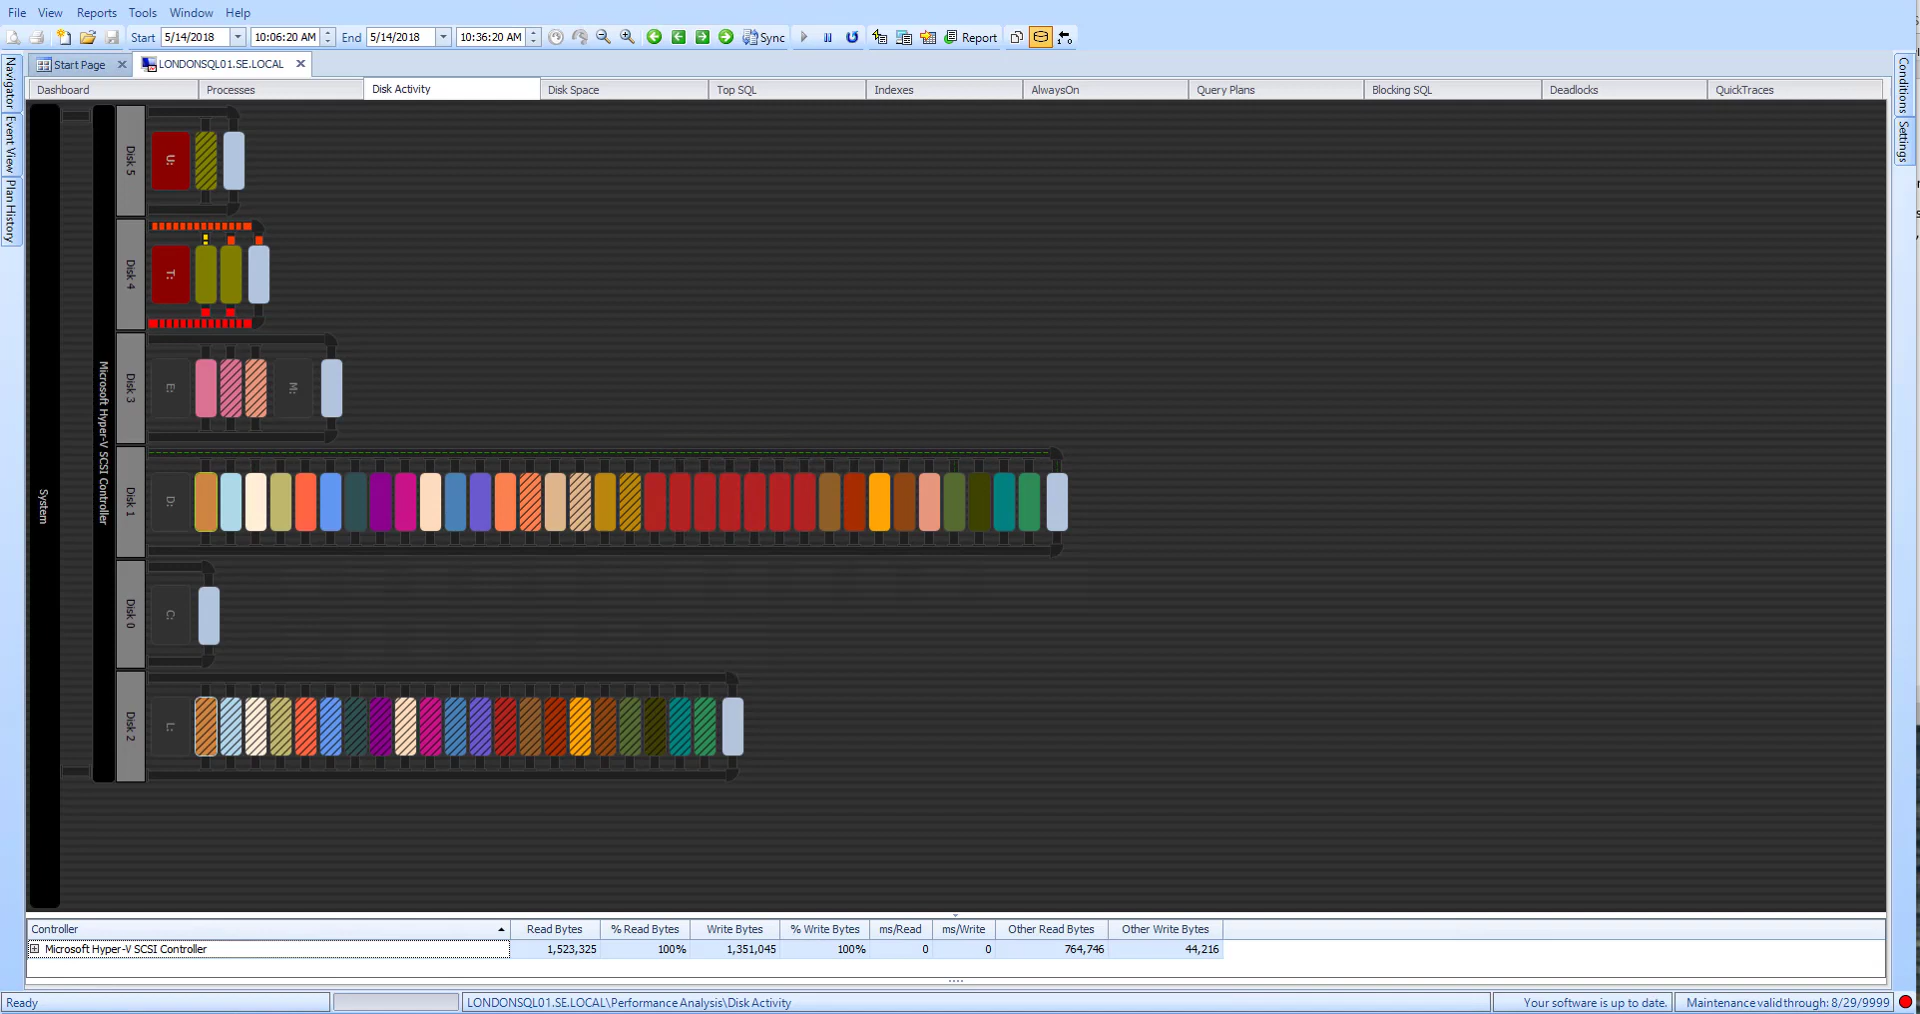 File View Reports Tools Window Help
Start 5/14/2018 10:06:20 AM End 5/14/2018 10:36:20 AM Sync Report
Start Page LONDONSQL01.SE.LOCAL
Dashboard Processes Disk Activity Disk Space Top SQL Indexes AlwaysOn Query Plans Blocking SQL Deadlocks QuickTraces
Navigator
Event View
Plan History
Conditions
Settings
System
Microsoft Hyper-V SCSI Controller
Disk 5 U:
Disk 4 T:
Disk 3 E: M:
Disk 1 D:
Disk 0 C:
Disk 2 L:
Controller Read Bytes % Read Bytes Write Bytes % Write Bytes ms/Read ms/Write Other Read Bytes Other Write Bytes
Microsoft Hyper-V SCSI Controller 1,523,325 100% 1,351,045 100% 0 0 764,746 44,216
Ready LONDONSQL01.SE.LOCAL\Performance Analysis\Disk Activity Your software is up to date. Maintenance valid through: 8/29/9999